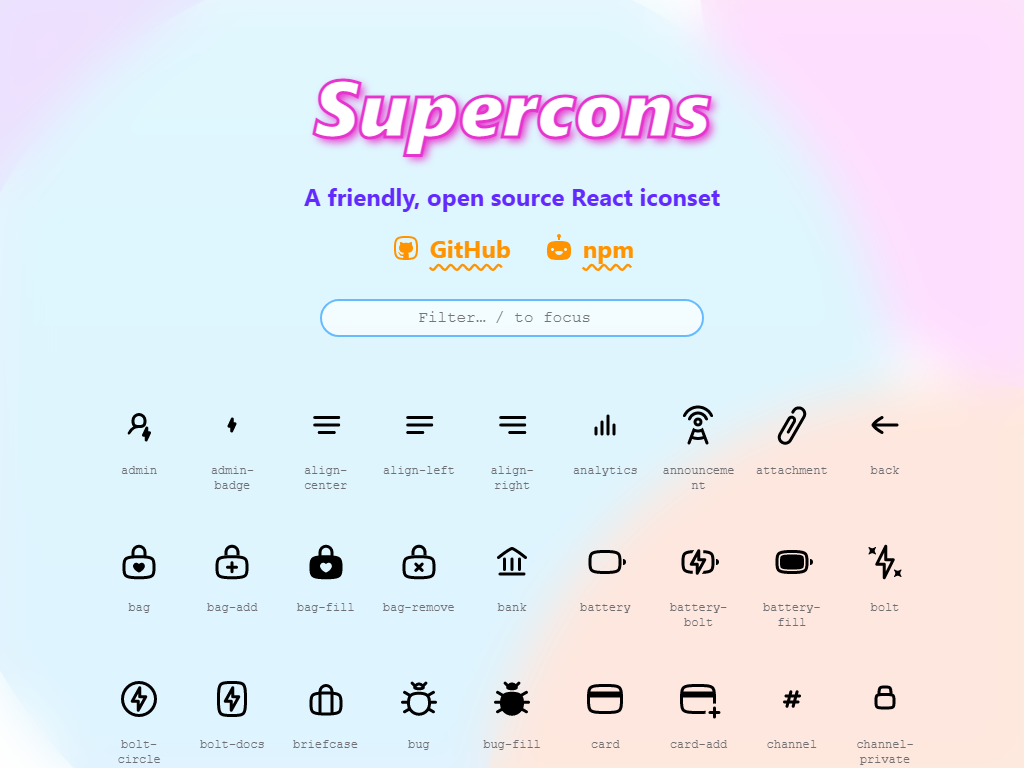 Supercons
A friendly, open source React iconset
GitHub npm
Filter… / to focus
admin admin- align- align-left align- analytics announceme attachment back
badge center right nt
bag bag-add bag-fill bag-remove bank battery battery- battery- bolt
bolt fill
bolt- bolt-docs briefcase bug bug-fill card card-add channel channel-
circle private